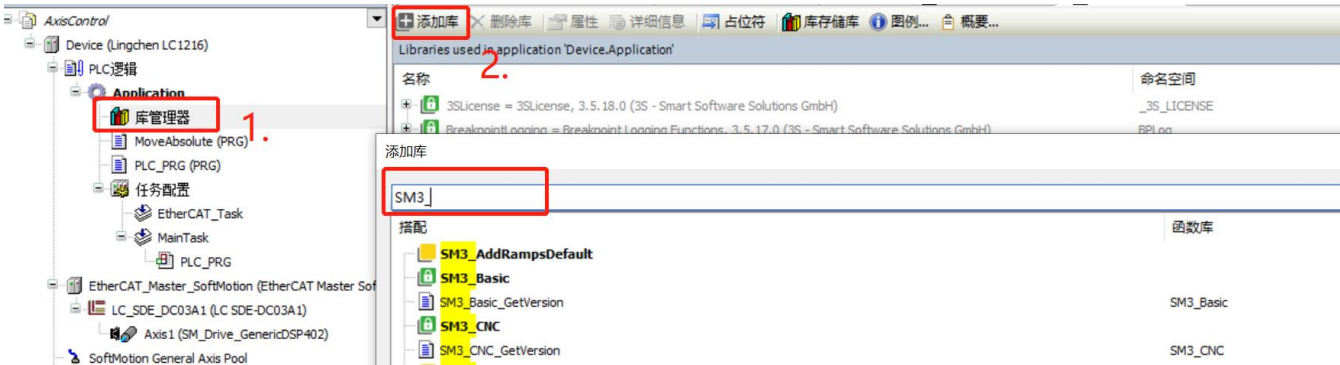 AxisControl
Device (Lingchen LC1216)
PLC逻辑
Application
库管理器
1.
MoveAbsolute (PRG)
PLC_PRG (PRG)
任务配置
EtherCAT_Task
MainTask
PLC_PRG
EtherCAT_Master_SoftMotion (EtherCAT Master Sof
LC_SDE_DC03A1 (LC SDE-DC03A1)
Axis1 (SM_Drive_GenericDSP402)
SoftMotion General Axis Pool
添加库 删除库 属性 详细信息 占位符 库存储库 图例... 概要...
Libraries used in application 'Device.Application'
2.
名称 命名空间
3SLicense = 3SLicense, 3.5.18.0 (3S - Smart Software Solutions GmbH) _3S_LICENSE
BreakpointLogging = Breakpoint Logging Functions, 3.5.17.0 (3S - Smart Software Solutions GmbH) BPLog
添加库
SM3_
搭配 函数库
SM3_AddRampsDefault
SM3_Basic
SM3_Basic_GetVersion SM3_Basic
SM3_CNC
SM3_CNC_GetVersion SM3_CNC